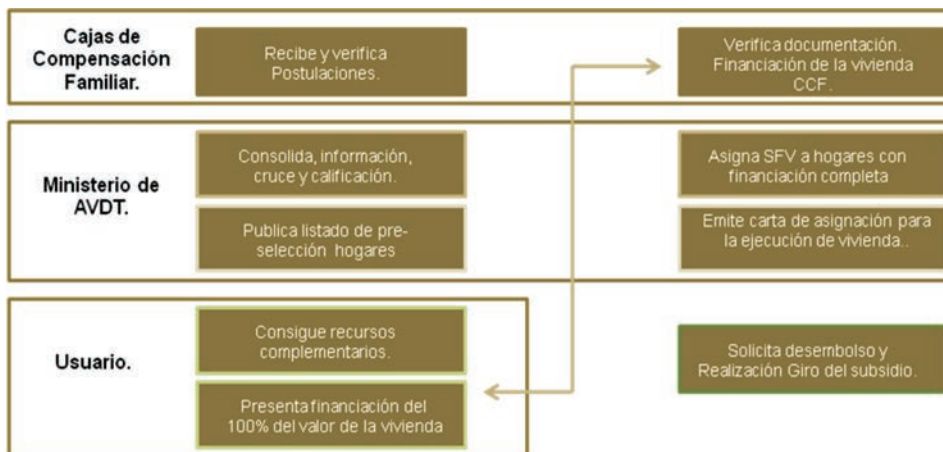 Cajas de
Compensación
Familiar.
Recibe y verifica
Postulaciones.
Verifica documentación.
Financiación de la vivienda
CCF.
Ministerio de
AVDT.
Consolida, información,
cruce y calificación.
Asigna SFV a hogares con
financiación completa
Publica listado de pre-
selección hogares
Emite carta de asignación para
la ejecución de vivienda..
Usuario.
Consigue recursos
complementarios.
Presenta financiación del
100% del valor de la vivienda
Solicita desembolso y
Realización Giro del subsidio.